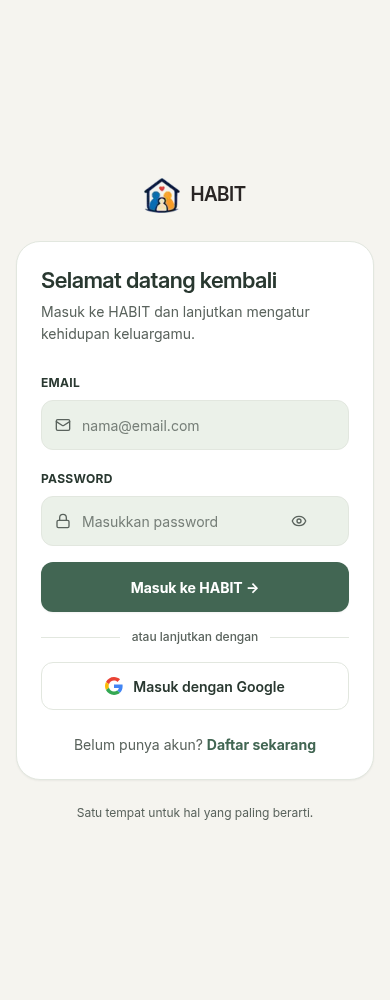 HABIT
Selamat datang kembali
Masuk ke HABIT dan lanjutkan mengatur
kehidupan keluargamu.
EMAIL
nama@email.com
PASSWORD
Masukkan password
Masuk ke HABIT →
atau lanjutkan dengan
Masuk dengan Google
Belum punya akun? Daftar sekarang
Satu tempat untuk hal yang paling berarti.